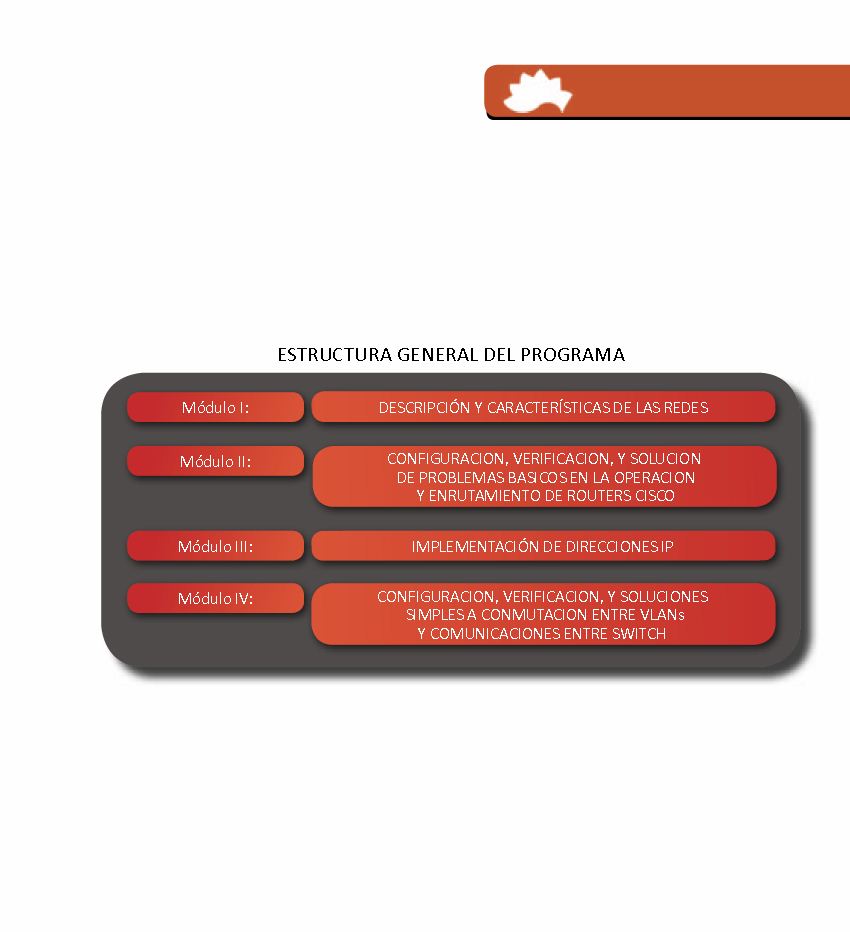 ESTRUCTURA GENERAL DEL PROGRAMA
Módulo I:
DESCRIPCIÓN Y CARACTERÍSTICAS DE LAS REDES
Módulo II:
CONFIGURACION, VERIFICACION, Y SOLUCION
DE PROBLEMAS BASICOS EN LA OPERACION
Y ENRUTAMIENTO DE ROUTERS CISCO
Módulo III:
IMPLEMENTACIÓN DE DIRECCIONES IP
Módulo IV:
CONFIGURACION, VERIFICACION, Y SOLUCIONES
SIMPLES A CONMUTACION ENTRE VLANs
Y COMUNICACIONES ENTRE SWITCH